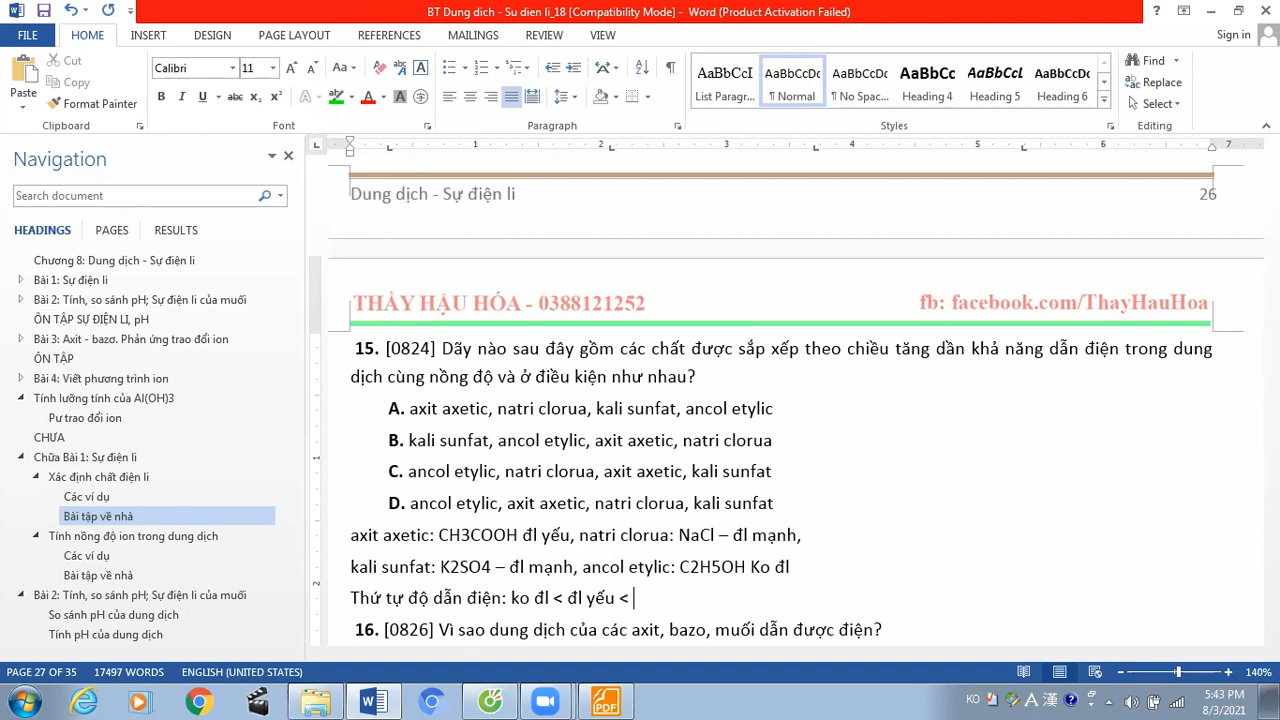 BT Dung dich - Su dien li_18 [Compatibility Mode] - Word (Product Activation Failed)
FILE HOME INSERT DESIGN PAGE LAYOUT REFERENCES MAILINGS REVIEW VIEW Sign in
Paste
Cut
Copy
Format Painter
Clipboard
Calibri 11
Font
Paragraph
AaBbCcI AaBbCcDc AaBbCcDc AaBbCc AaBbCcL AaBbCcDc
List Paragr... ¶ Normal ¶ No Spac... Heading 4 Heading 5 Heading 6
Styles
Find
Replace
Select
Editing
Navigation
Search document
HEADINGS PAGES RESULTS
Chương 8: Dung dịch - Sự điện li
Bài 1: Sự điện li
Bài 2: Tính, so sánh pH; Sự điện li của muối
ÔN TẬP SỰ ĐIỆN LI, pH
Bài 3: Axit - bazơ. Phản ứng trao đổi ion
ÔN TẬP
Bài 4: Viết phương trình ion
Tính lưỡng tính của Al(OH)3
Pư trao đổi ion
CHƯA
Chữa Bài 1: Sự điện li
Xác định chất điện li
Các ví dụ
Bài tập về nhà
Tính nồng độ ion trong dung dịch
Các ví dụ
Bài tập về nhà
Bài 2: Tính, so sánh pH; Sự điện li của muối
So sánh pH của dung dịch
Tính pH của dung dịch
1 2 3 4 5 6 7
Dung dịch - Sự điện li 26
THẦY HẬU HÓA - 0388121252 fb: facebook.com/ThayHauHoa
15. [0824] Dãy nào sau đây gồm các chất được sắp xếp theo chiều tăng dần khả năng dẫn điện trong dung
dịch cùng nồng độ và ở điều kiện như nhau?
A. axit axetic, natri clorua, kali sunfat, ancol etylic
B. kali sunfat, ancol etylic, axit axetic, natri clorua
C. ancol etylic, natri clorua, axit axetic, kali sunfat
D. ancol etylic, axit axetic, natri clorua, kali sunfat
axit axetic: CH3COOH đl yếu, natri clorua: NaCl – đl mạnh,
kali sunfat: K2SO4 – đl mạnh, ancol etylic: C2H5OH Ko đl
Thứ tự độ dẫn điện: ko đl < đl yếu <
16. [0826] Vì sao dung dịch của các axit, bazo, muối dẫn được điện?
PAGE 27 OF 35 17497 WORDS ENGLISH (UNITED STATES) 140%
KO A 漢 5:43 PM
8/3/2021